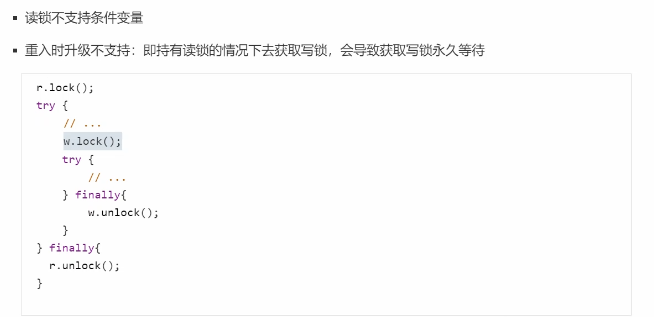 ▪ 读锁不支持条件变量
▪ 重入时升级不支持：即持有读锁的情况下去获取写锁，会导致获取写锁永久等待
r.lock();
try {
    // ...
    w.lock();
    try {
        // ...
    } finally{
        w.unlock();
    }
} finally{
  r.unlock();
}